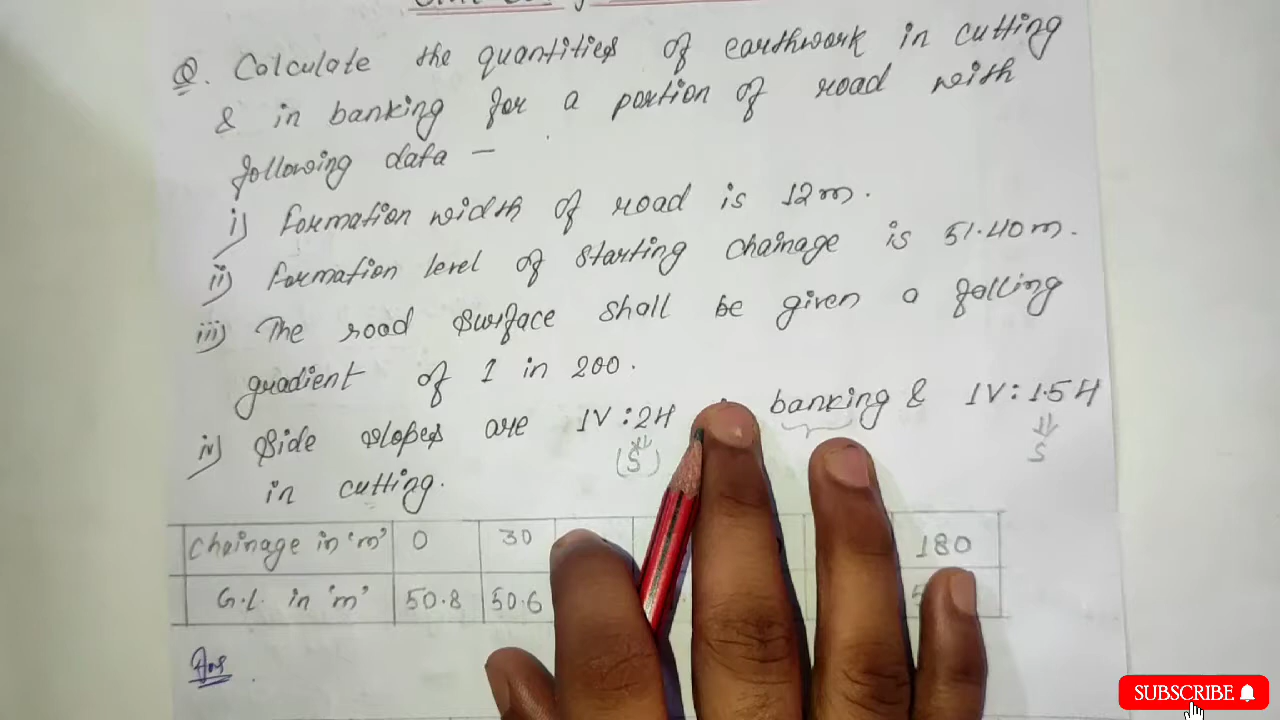 Q. Calculate the quantities of earthwork in cutting
& in banking for a portion of road with
following data —
i) Formation width of road is 12m.
ii) Formation level of starting chainage is 51.40m.
iii) The road surface shall be given a falling
gradient of 1 in 200.
iv) Side slopes are 1V:2H banking & 1V:1.5H
(S) S
in cutting.
Chainage in 'm' 0 30 180
G.L. in 'm' 50.8 50.6
Ans
SUBSCRIBE